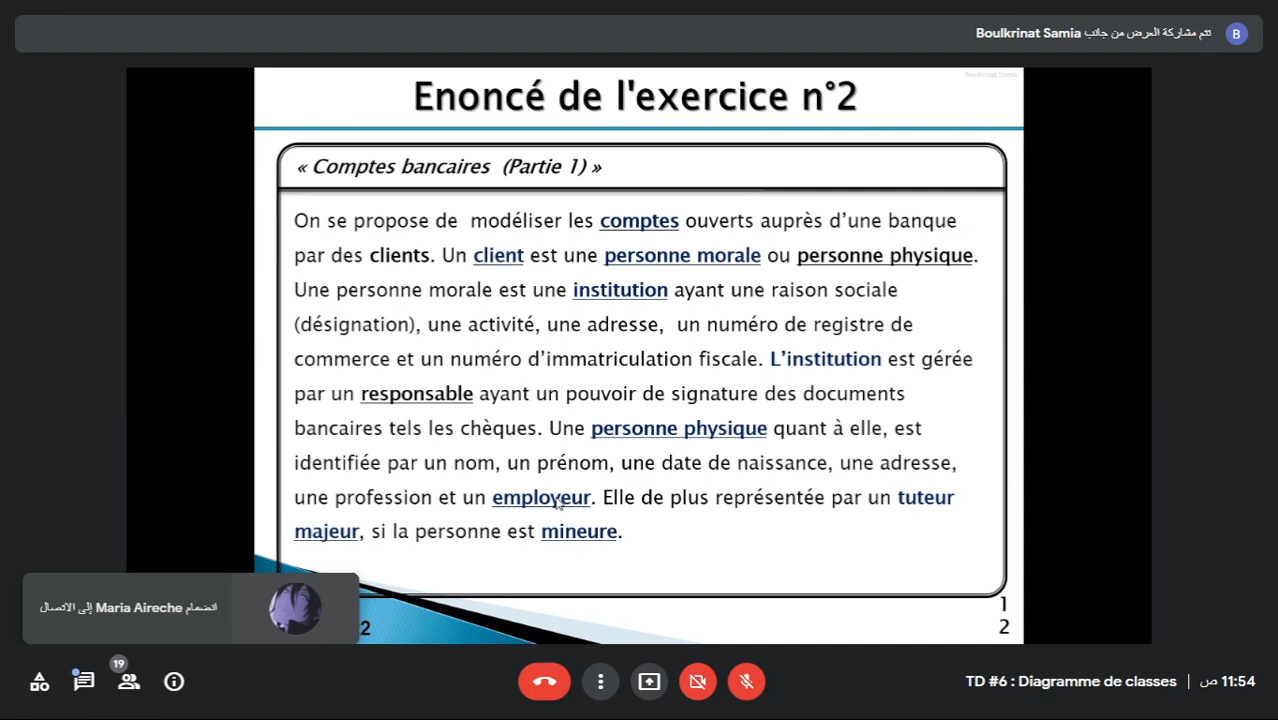 تتم مشاركة العرض من جانب Boulkrinat Samia
B
Boulkrinat Samia
Enoncé de l'exercice n°2
« Comptes bancaires (Partie 1) »
On se propose de modéliser les comptes ouverts auprès d’une banque
par des clients. Un client est une personne morale ou personne physique.
Une personne morale est une institution ayant une raison sociale
(désignation), une activité, une adresse, un numéro de registre de
commerce et un numéro d’immatriculation fiscale. L’institution est gérée
par un responsable ayant un pouvoir de signature des documents
bancaires tels les chèques. Une personne physique quant à elle, est
identifiée par un nom, un prénom, une date de naissance, une adresse,
une profession et un employeur. Elle de plus représentée par un tuteur
majeur, si la personne est mineure.
انضمام Maria Aireche إلى الاتصال
2
1
2
19
TD #6 : Diagramme de classes | 11:54 ص